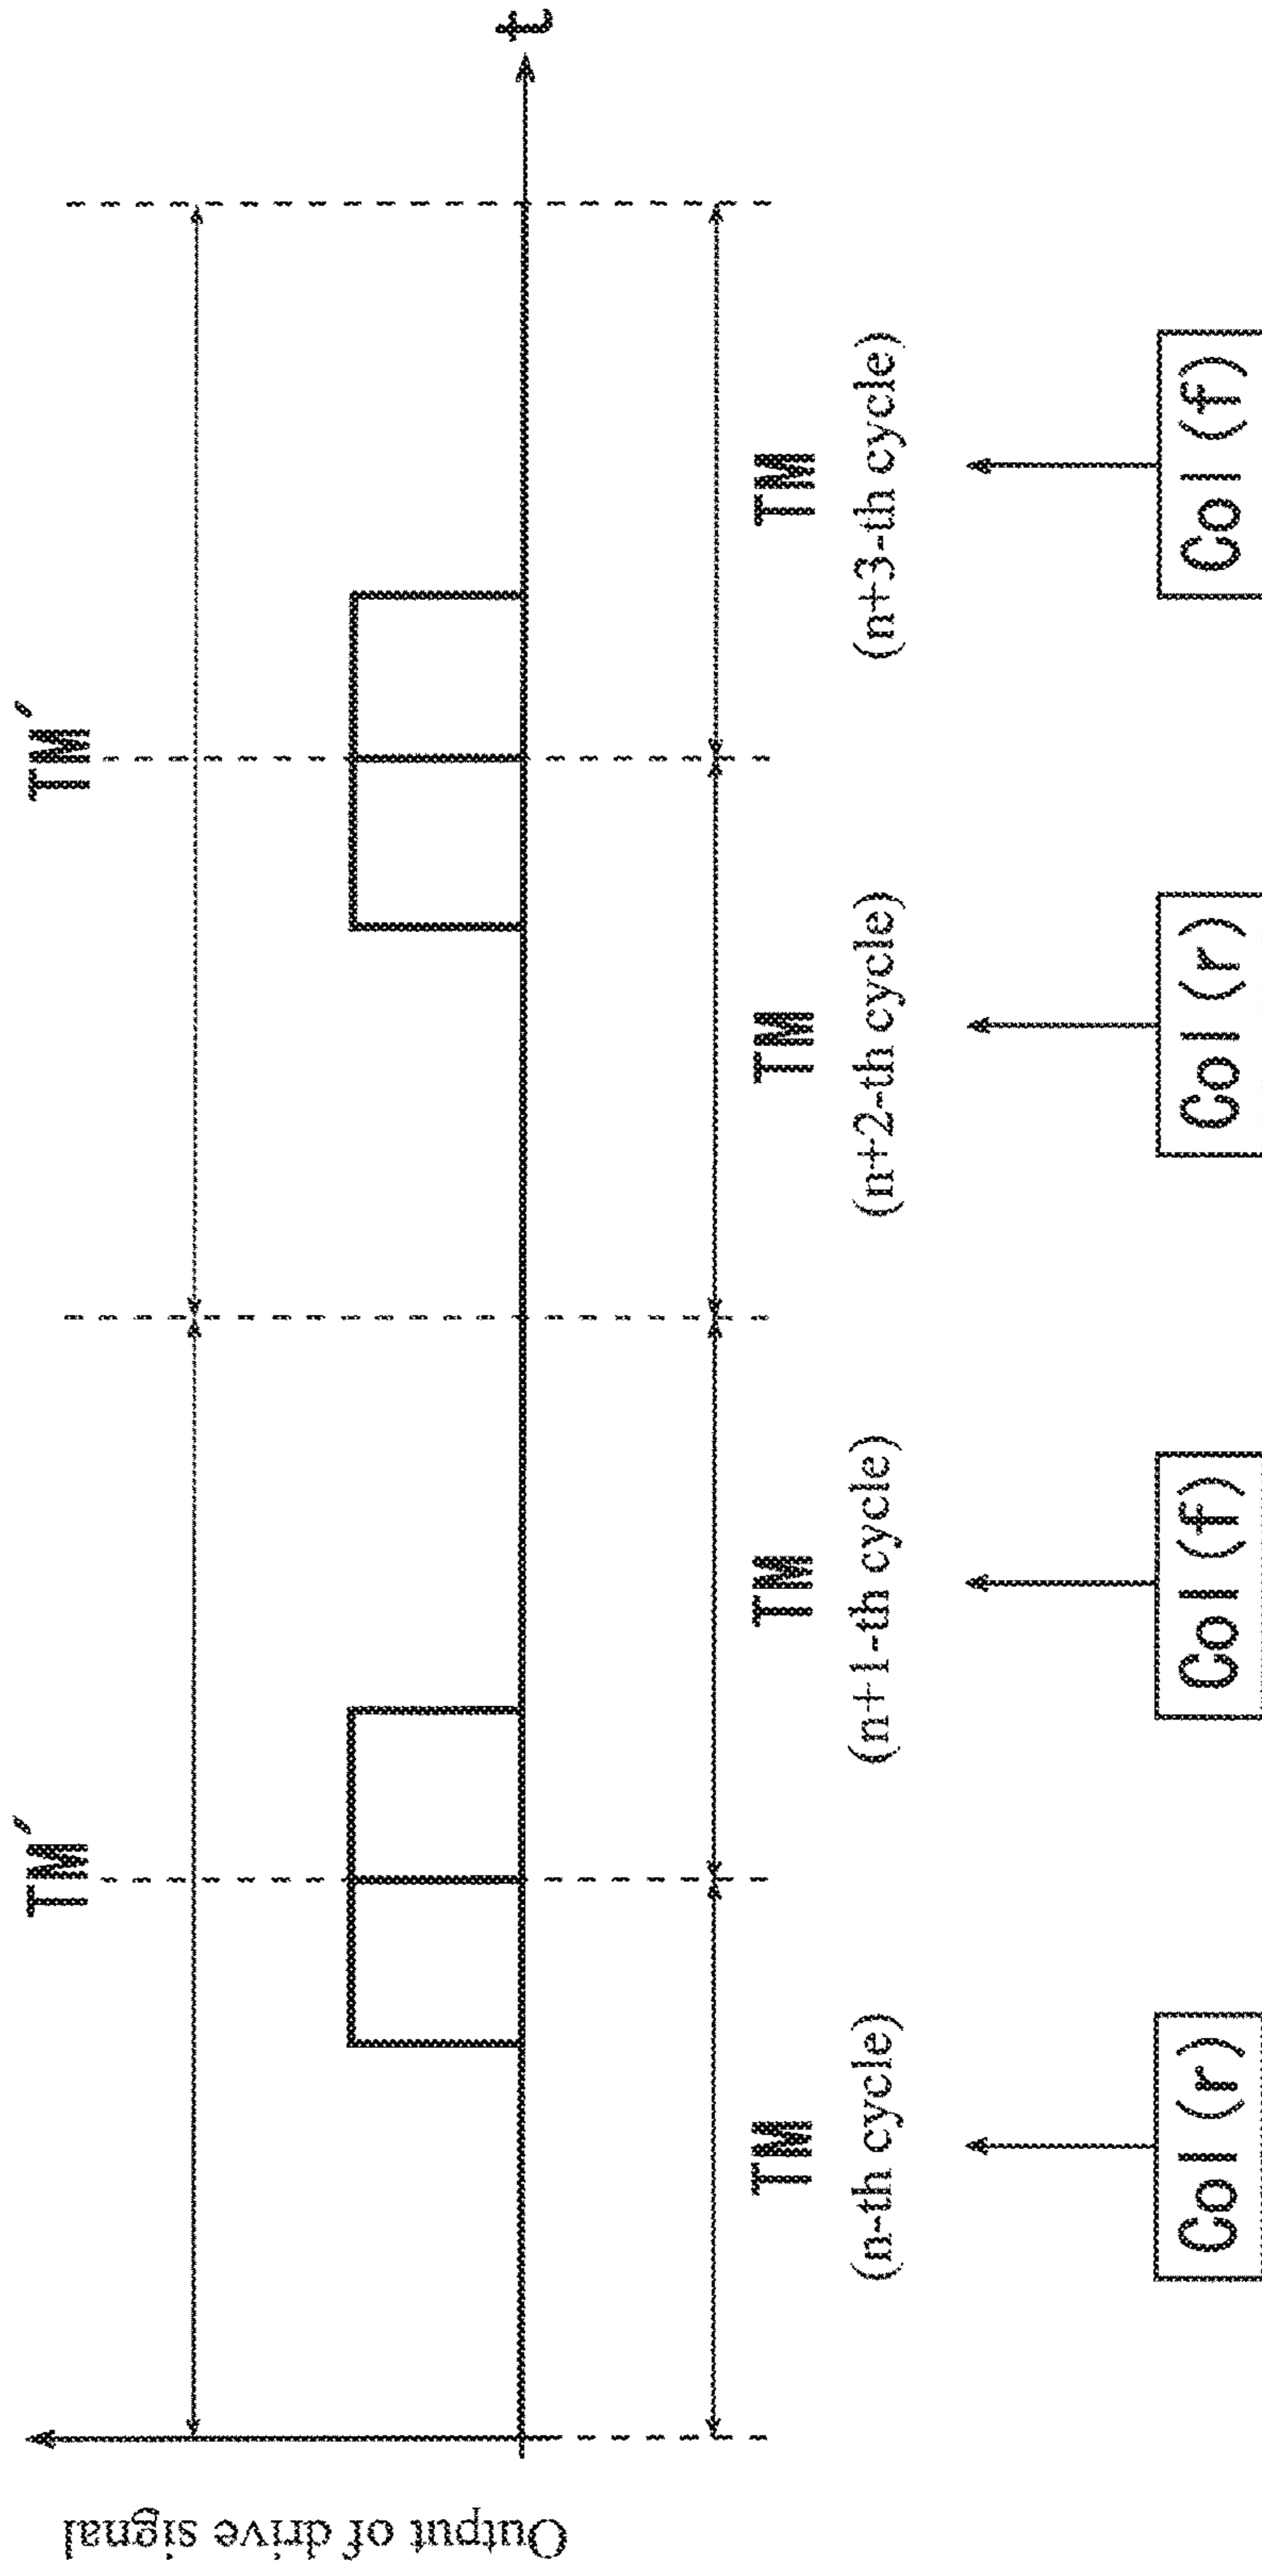 Output of drive signal
TM′
TM′
t
TM
TM
TM
TM
(n-th cycle)
(n+1-th cycle)
(n+2-th cycle)
(n+3-th cycle)
Col(r)
Col(f)
Col(r)
Col(f)